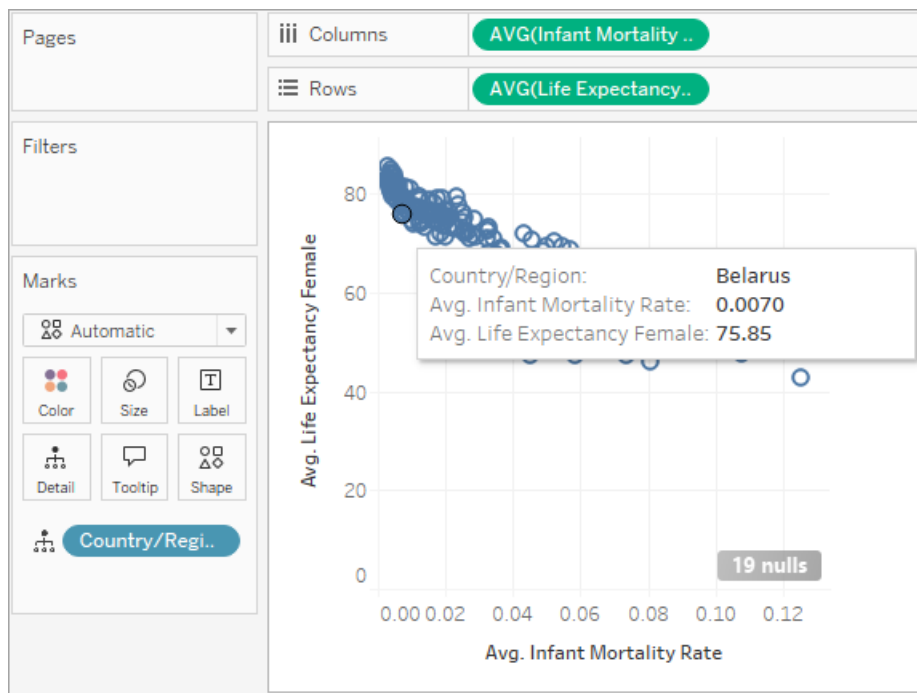 Pages
Columns
AVG(Infant Mortality ..
Rows
AVG(Life Expectancy..
Filters
Marks
Automatic
Color
Size
Label
Detail
Tooltip
Shape
Country/Regi..
Avg. Life Expectancy Female
80
60
40
20
0
Country/Region: Belarus
Avg. Infant Mortality Rate: 0.0070
Avg. Life Expectancy Female: 75.85
19 nulls
0.00 0.02 0.04 0.06 0.08 0.10 0.12
Avg. Infant Mortality Rate